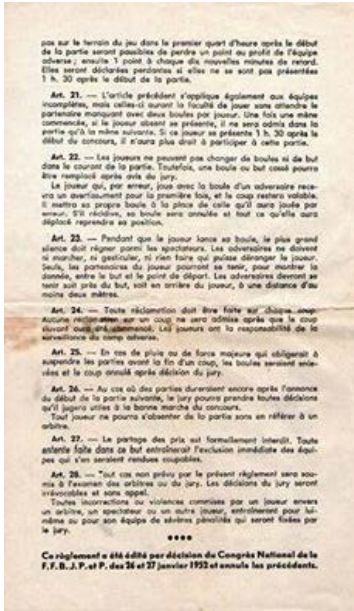 pas sur le terrain du jeu dans le premier quart d'heure après le début
de la partie seront passibles de perdre un point au profit de l'équipe
adverse ; ensuite 1 point à chaque dix nouvelles minutes de retard.
Elles seront déclarées perdantes si elles ne se sont pas présentées
1 h. 30 après le début de la partie.
Art. 21. — L'article précédent s'applique également aux équipes
incomplètes, mais celles-ci auront la faculté de jouer sans attendre le
partenaire manquant avec deux boules par joueur. Une fois une mène
commencée, si le joueur absent se présente, il ne sera admis dans la
partie qu'à la mène suivante. Si ce joueur se présente 1 h. 30 après le
début du concours, il n'aura plus droit à participer à cette partie.
Art. 22. — Les joueurs ne peuvent pas changer de boules ni de but
dans le courant de la partie. Toutefois, une boule ou but cassé pourra
être remplacé après avis du jury.
Le joueur qui, par erreur, joue avec la boule d'un adversaire rece-
vra un avertissement pour la première fois, et le coup restera valable.
Il mettra sa propre boule à la place de celle qu'il aura jouée par
erreur. S'il récidive, sa boule sera annulée et tout ce qu'elle aura
déplacé reprendra sa position.
Art. 23. — Pendant que le joueur lance sa boule, le plus grand
silence doit régner parmi les spectateurs. Les adversaires ne doivent
ni marcher, ni gesticuler, ni rien faire qui puisse déranger le joueur.
Seuls, les partenaires du joueur pourront se tenir, pour montrer la
donnée, entre le but et le point de départ. Les adversaires devront se
tenir soit près du but, soit en arrière du joueur, à une distance d'au
moins deux mètres.
Art. 24. — Toute réclamation doit être faite sur chaque coup.
Aucune réclamation sur un coup ne sera admise après que le coup
suivant aura été commencé. Les joueurs ont la responsabilité de la
surveillance du camp adverse.
Art. 25. — En cas de pluie ou de force majeure qui obligerait à
suspendre les parties avant la fin d'un coup, les boules seraient enle-
vées et le coup annulé après décision du jury.
Art. 26. — Au cas où des parties dureraient encore après l'annonce
du début de la partie suivante, le jury pourra prendre toutes décisions
qu'il jugera utiles à la bonne marche du concours.
Tout joueur ne pourra s'absenter de la partie sans en référer à un
arbitre.
Art. 27. — Le partage des prix est formellement interdit. Toute
entente faite dans ce but entraînerait l'exclusion immédiate des équi-
pes qui s'en seraient rendues coupables.
Art. 28. — Tout cas non prévu par le présent règlement sera sou-
mis à l'examen des arbitres ou du jury. Les décisions du jury seront
irrévocables et sans appel.
Toutes incorrections ou violences commises par un joueur envers
un arbitre, un spectateur ou un autre joueur, entraîneront pour lui-
même ou pour son équipe de sévères pénalités qui seront fixées par
le jury.
Ce règlement a été édité par décision du Congrès National de la
F. F. B. J. P. et P. des 26 et 27 janvier 1952 et annule les précédents.